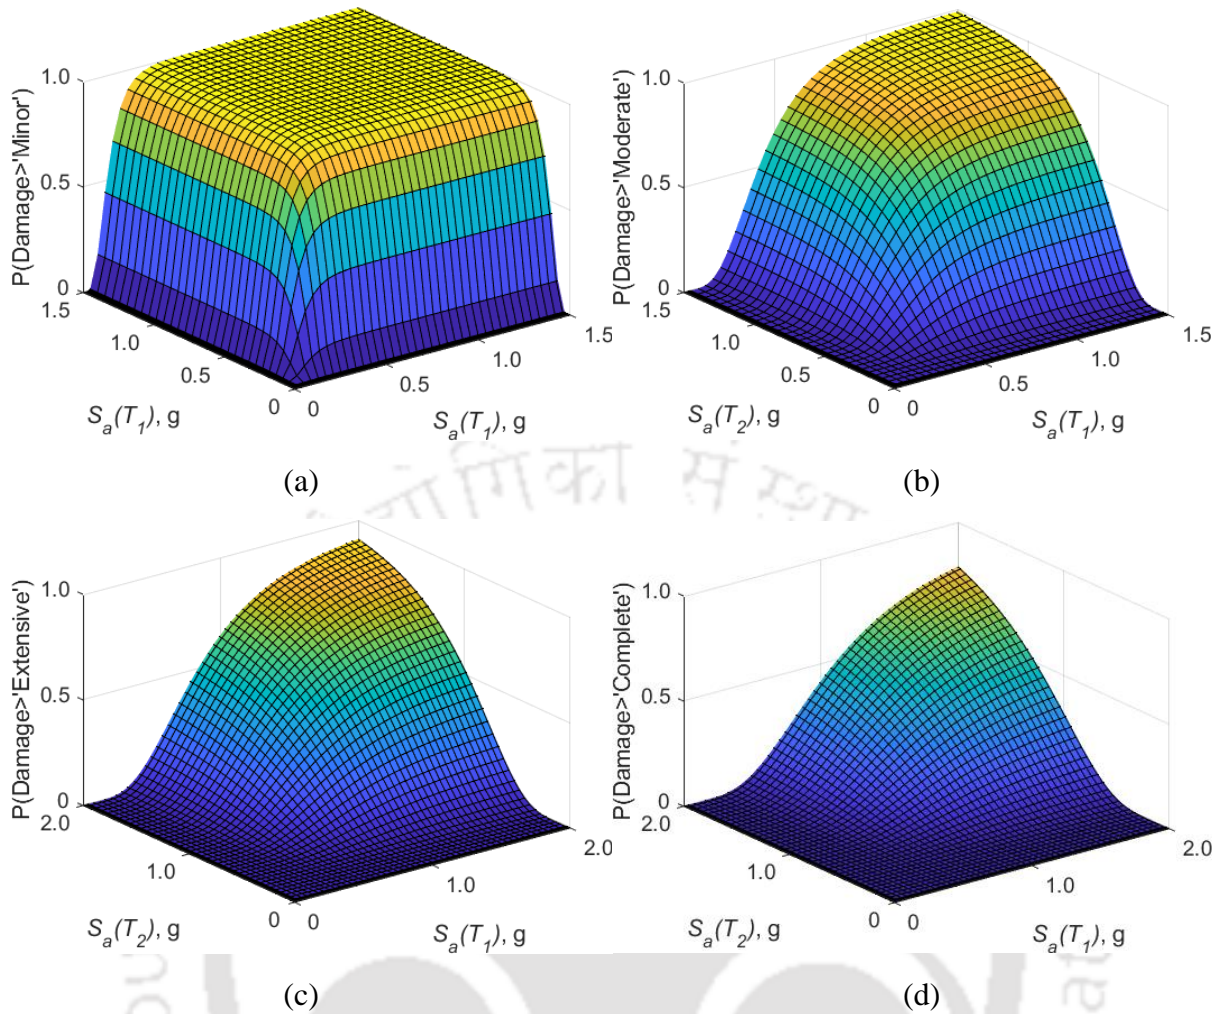 P(Damage>'Minor')
1.0
0.5
0
1.5
1.0
0.5
0
0
0.5
1.0
1.5
S_a(T_1), g
S_a(T_1), g
(a)
P(Damage>'Moderate')
1.0
0.5
0
1.5
1.0
0.5
0
0
0.5
1.0
1.5
S_a(T_2), g
S_a(T_1), g
(b)
P(Damage>'Extensive')
1.0
0.5
0
2.0
1.0
0
0
1.0
2.0
S_a(T_2), g
S_a(T_1), g
(c)
P(Damage>'Complete')
1.0
0.5
0
2.0
1.0
0
0
1.0
2.0
S_a(T_2), g
S_a(T_1), g
(d)